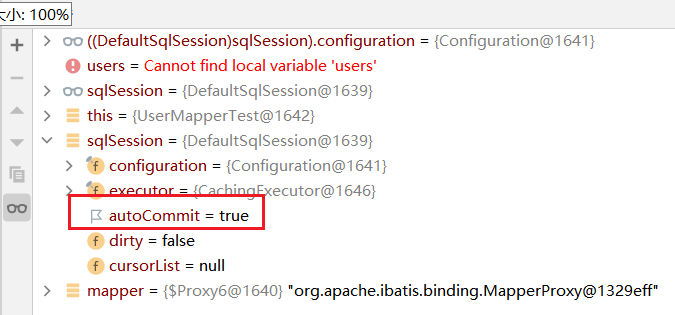 大小: 100%
((DefaultSqlSession)sqlSession).configuration = {Configuration@1641}
users = Cannot find local variable 'users'
sqlSession = {DefaultSqlSession@1639}
this = {UserMapperTest@1642}
sqlSession = {DefaultSqlSession@1639}
configuration = {Configuration@1641}
executor = {CachingExecutor@1646}
autoCommit = true
dirty = false
cursorList = null
mapper = {$Proxy6@1640} "org.apache.ibatis.binding.MapperProxy@1329eff"